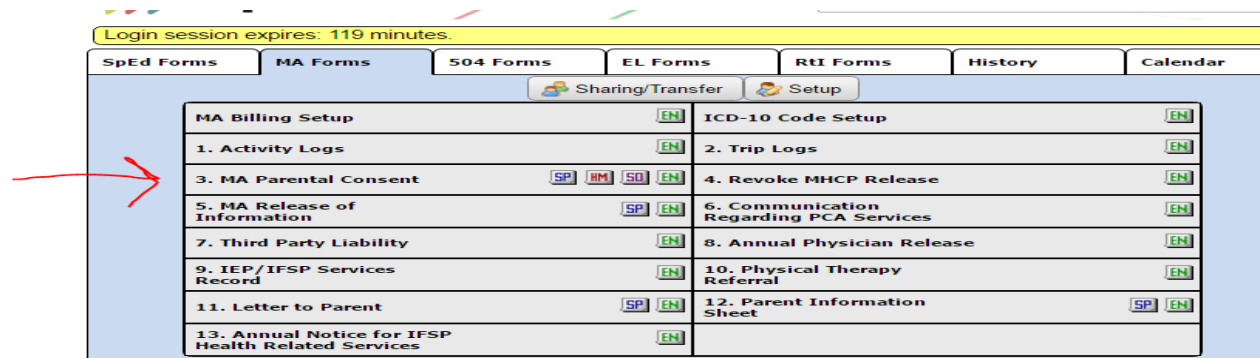 Login session expires: 119 minutes.
SpEd Forms MA Forms 504 Forms EL Forms RtI Forms History Calendar
Sharing/Transfer Setup
MA Billing Setup EN ICD-10 Code Setup EN
1. Activity Logs EN 2. Trip Logs EN
3. MA Parental Consent SP HM SO EN 4. Revoke MHCP Release EN
5. MA Release of
Information SP EN 6. Communication
Regarding PCA Services EN
7. Third Party Liability EN 8. Annual Physician Release EN
9. IEP/IFSP Services
Record EN 10. Physical Therapy
Referral EN
11. Letter to Parent SP EN 12. Parent Information
Sheet SP EN
13. Annual Notice for IFSP
Health Related Services EN